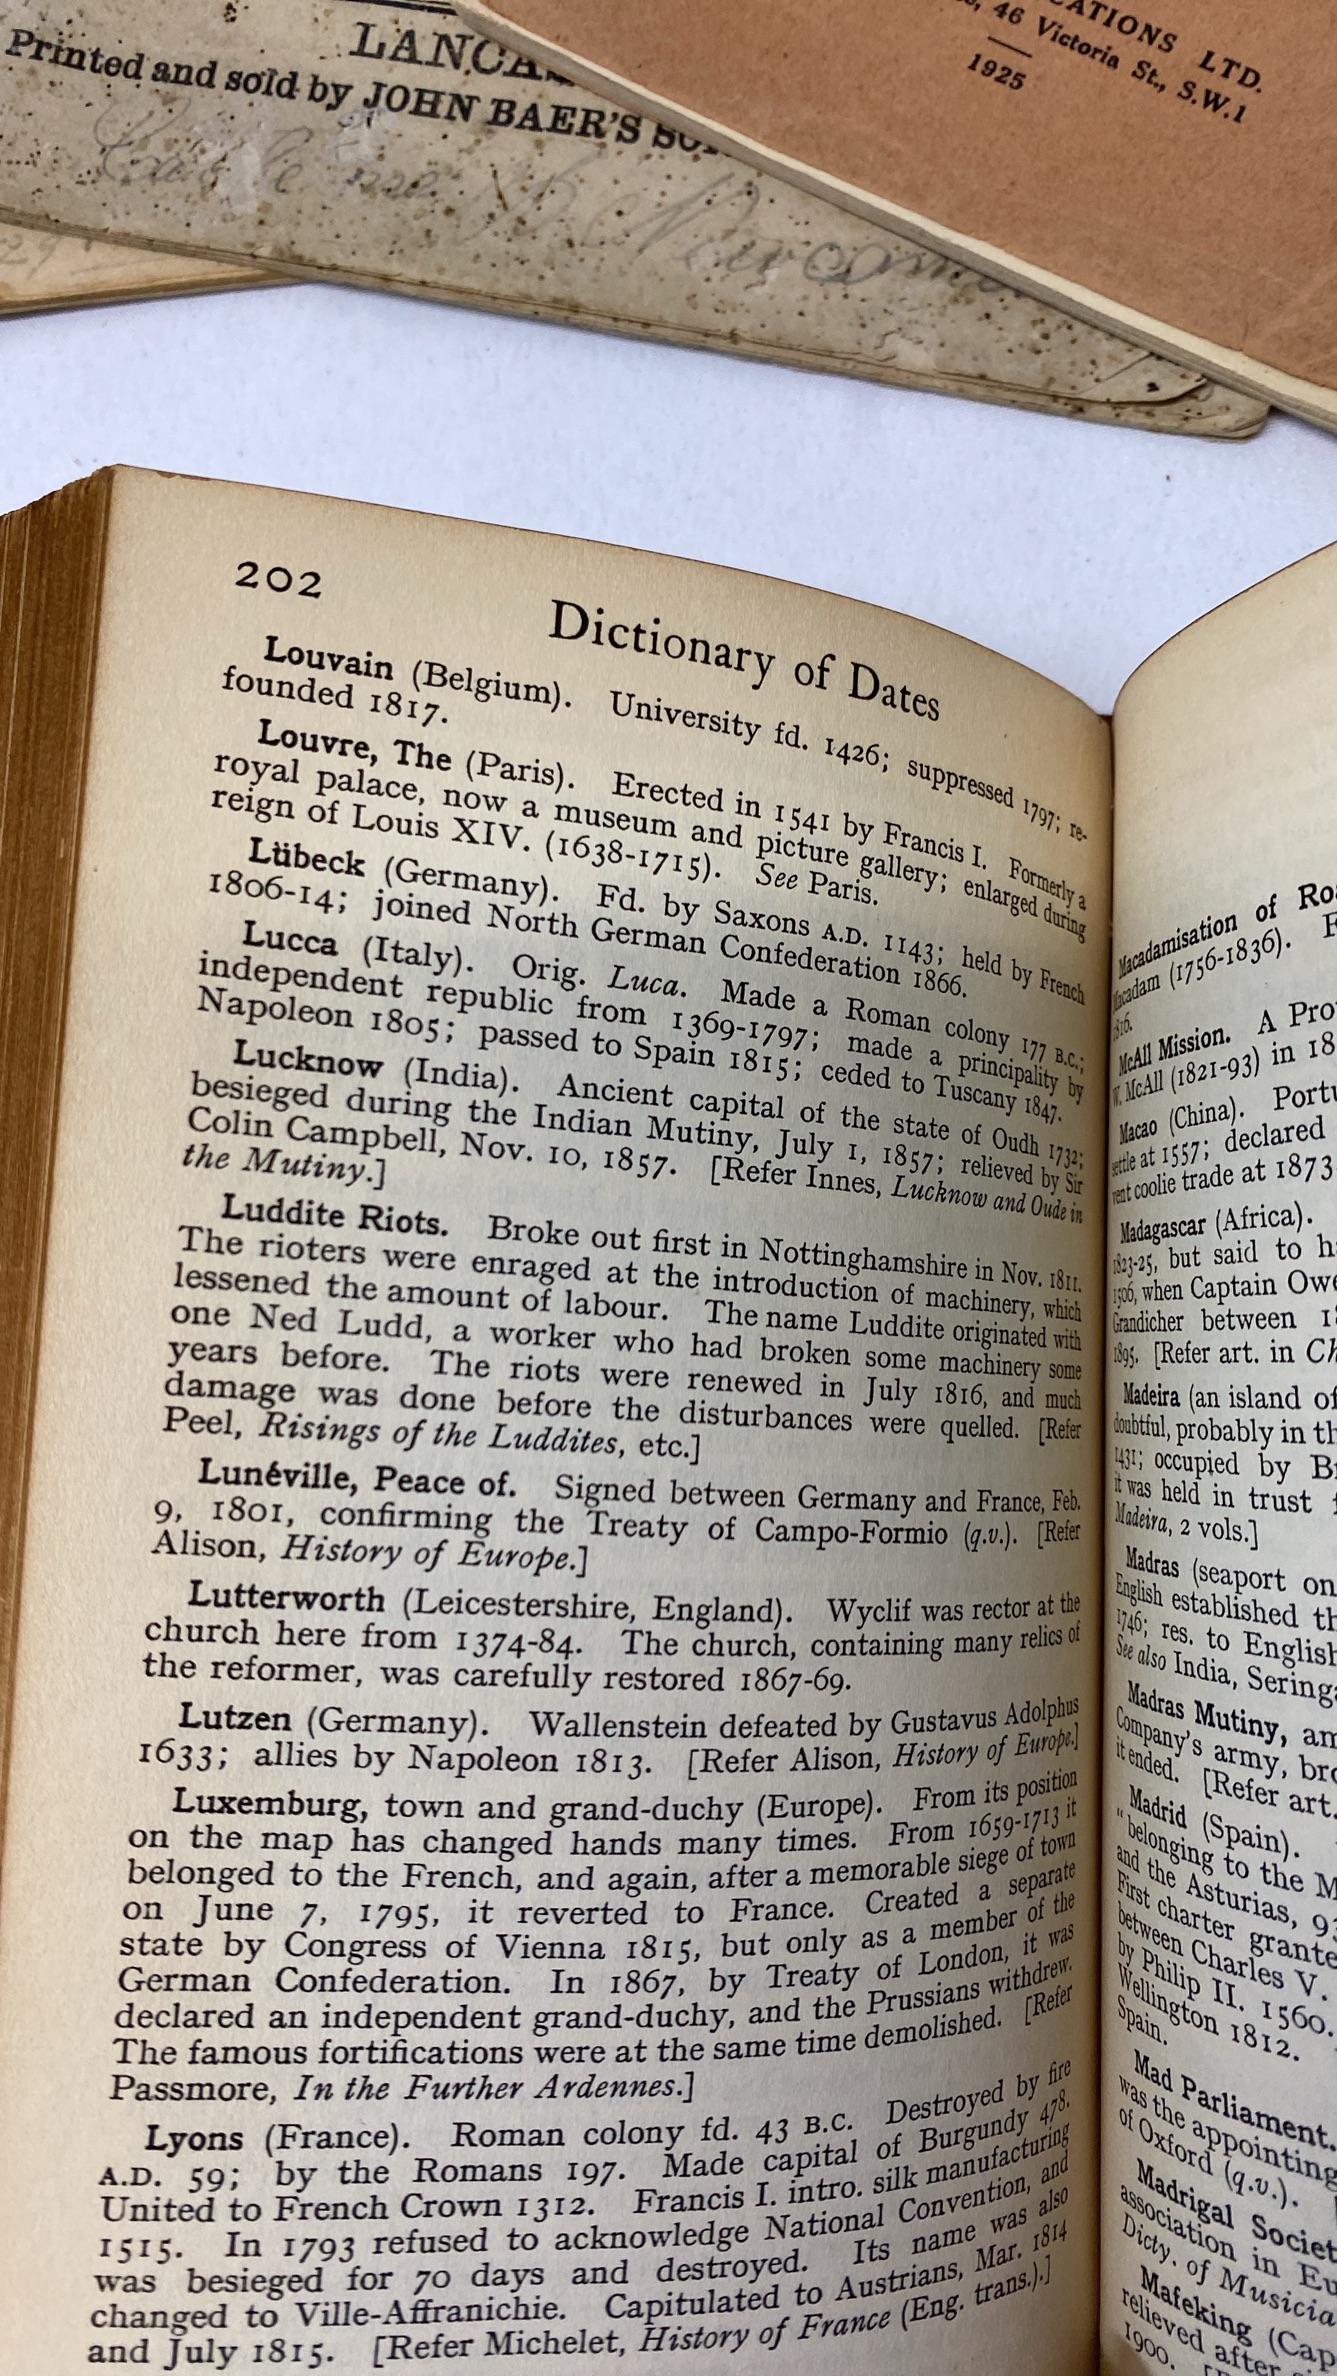 LANCAS
Printed and sold by JOHN BAER'S SON
CATIONS LTD.
46 Victoria St., S.W.1
1925
202
Dictionary of Dates
Louvain (Belgium). University fd. 1426; suppressed 1797; re-
founded 1817.
Louvre, The (Paris). Erected in 1541 by Francis I. Formerly a
royal palace, now a museum and picture gallery; enlarged during
reign of Louis XIV. (1638-1715). See Paris.
Lübeck (Germany). Fd. by Saxons A.D. 1143; held by French
1806-14; joined North German Confederation 1866.
Lucca (Italy). Orig. Luca. Made a Roman colony 177 B.C.;
independent republic from 1369-1797; made a principality by
Napoleon 1805; passed to Spain 1815; ceded to Tuscany 1847.
Lucknow (India). Ancient capital of the state of Oudh 1732;
besieged during the Indian Mutiny, July 1, 1857; relieved by Sir
Colin Campbell, Nov. 10, 1857. [Refer Innes, Lucknow and Oude in
the Mutiny.]
Luddite Riots. Broke out first in Nottinghamshire in Nov. 1811.
The rioters were enraged at the introduction of machinery, which
lessened the amount of labour. The name Luddite originated with
one Ned Ludd, a worker who had broken some machinery some
years before. The riots were renewed in July 1816, and much
damage was done before the disturbances were quelled. [Refer
Peel, Risings of the Luddites, etc.]
Lunéville, Peace of. Signed between Germany and France, Feb.
9, 1801, confirming the Treaty of Campo-Formio (q.v.). [Refer
Alison, History of Europe.]
Lutterworth (Leicestershire, England). Wyclif was rector at the
church here from 1374-84. The church, containing many relics of
the reformer, was carefully restored 1867-69.
Lutzen (Germany). Wallenstein defeated by Gustavus Adolphus
1633; allies by Napoleon 1813. [Refer Alison, History of Europe.]
Luxemburg, town and grand-duchy (Europe). From its position
on the map has changed hands many times. From 1659-1713 it
belonged to the French, and again, after a memorable siege of town
on June 7, 1795, it reverted to France. Created a separate
state by Congress of Vienna 1815, but only as a member of the
German Confederation. In 1867, by Treaty of London, it was
declared an independent grand-duchy, and the Prussians withdrew.
The famous fortifications were at the same time demolished. [Refer
Passmore, In the Further Ardennes.]
Lyons (France). Roman colony fd. 43 B.C. Destroyed by fire
A.D. 59; by the Romans 197. Made capital of Burgundy 478.
United to French Crown 1312. Francis I. intro. silk manufacturing
1515. In 1793 refused to acknowledge National Convention, and
was besieged for 70 days and destroyed. Its name was also
changed to Ville-Affranichie. Capitulated to Austrians, Mar. 1814
and July 1815. [Refer Michelet, History of France (Eng. trans.).]
Macadamisation of Roa
Macadam (1756-1836). F
1816.
McAll Mission. A Pro
W. McAll (1821-93) in 18
Macao (China). Portu
settle at 1557; declared
vent coolie trade at 1873
Madagascar (Africa).
1823-25, but said to ha
1506, when Captain Owe
Grandicher between 18
1895. [Refer art. in Ch
Madeira (an island of
doubtful, probably in th
1431; occupied by Br
it was held in trust f
Madeira, 2 vols.]
Madras (seaport on
English established th
1746; res. to English
See also India, Seringa
Madras Mutiny, am
Company's army, bro
it ended. [Refer art.
Madrid (Spain).
"belonging to the M
and the Asturias, 93
First charter grante
between Charles V.
by Philip II. 1560.
Wellington 1812.
Spain.
Mad Parliament.
was the appointing
of Oxford (q.v.).
Madrigal Societ
association in Eu
Dicty. of Musicia
Mafeking (Cap
relieved after
1900.